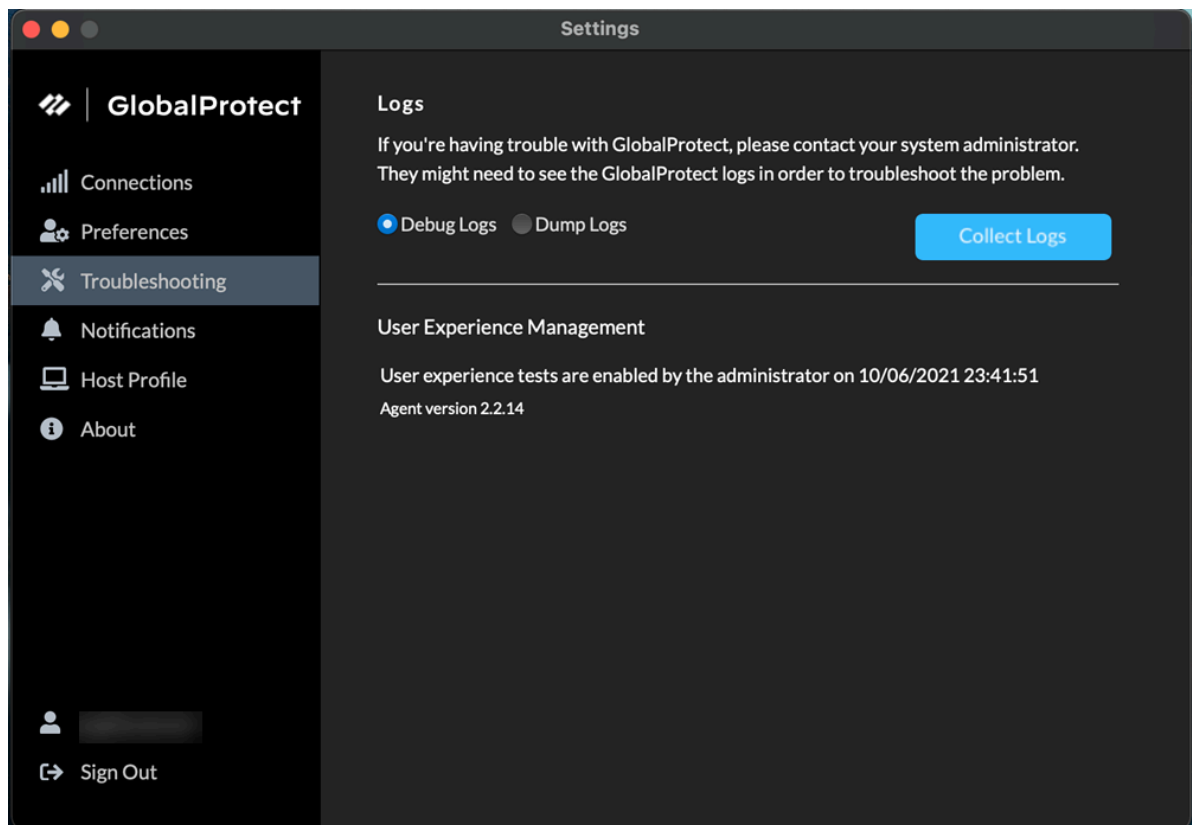 Settings
GlobalProtect
Connections
Preferences
Troubleshooting
Notifications
Host Profile
About
Sign Out
Logs
If you're having trouble with GlobalProtect, please contact your system administrator.
They might need to see the GlobalProtect logs in order to troubleshoot the problem.
Debug Logs Dump Logs
Collect Logs
User Experience Management
User experience tests are enabled by the administrator on 10/06/2021 23:41:51
Agent version 2.2.14